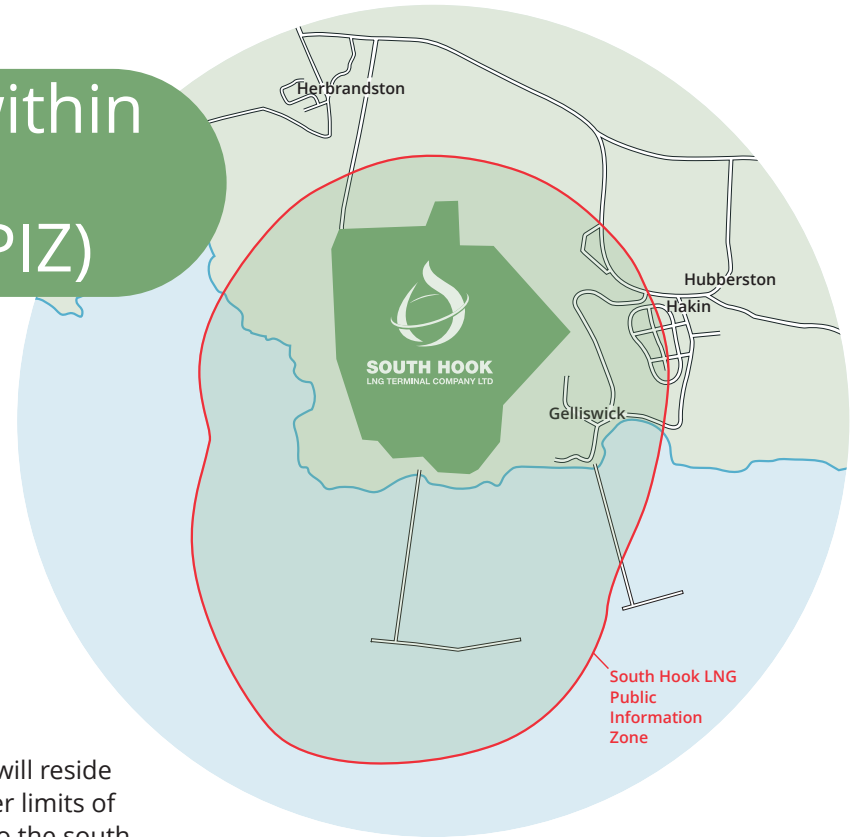 within
PIZ)
Herbrandston
Hubberston
Hakin
SOUTH HOOK
LNG TERMINAL COMPANY LTD
Gelliswick
South Hook LNG
Public
Information
Zone
will reside
er limits of
o the south